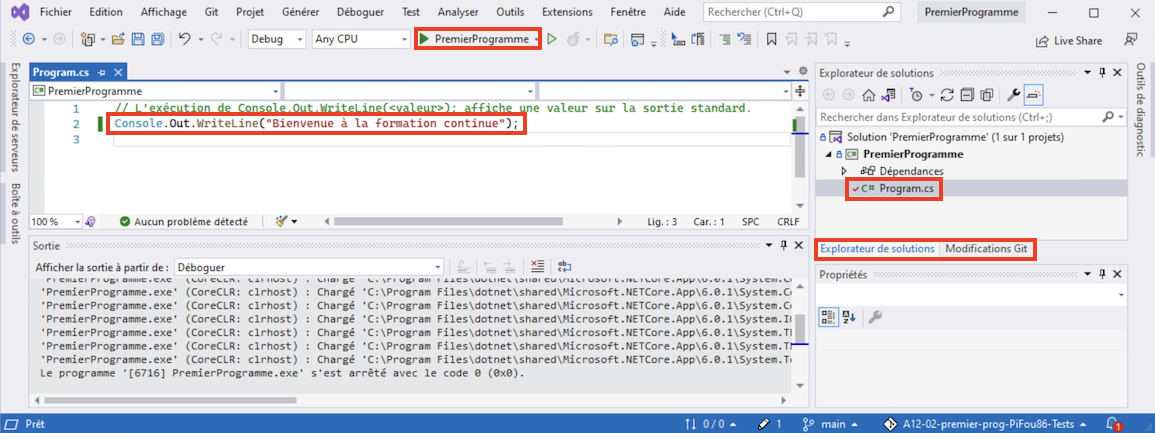 Fichier Edition Affichage Git Projet Générer Déboguer Test Analyser Outils Extensions Fenêtre Aide Rechercher (Ctrl+Q) PremierProgramme
Debug Any CPU PremierProgramme Live Share
Explorateur de serveurs
Boîte à outils
Program.cs
PremierProgramme
1 // L'exécution de Console.Out.WriteLine(<valeur>); affiche une valeur sur la sortie standard.
2 Console.Out.WriteLine("Bienvenue à la formation continue");
3
100 % Aucun problème détecté Lig. : 3 Car. : 1 SPC CRLF
Sortie
Afficher la sortie à partir de : Déboguer
'PremierProgramme.exe' (CoreCLR: clrhost) : Chargé 'C:\Program Files\dotnet\shared\Microsoft.NETCore.App\6.0.1\System.Co
'PremierProgramme.exe' (CoreCLR: clrhost) : Chargé 'C:\Program Files\dotnet\shared\Microsoft.NETCore.App\6.0.1\System.Co
'PremierProgramme.exe' (CoreCLR: clrhost) : Chargé 'C:\Program Files\dotnet\shared\Microsoft.NETCore.App\6.0.1\System.Co
'PremierProgramme.exe' (CoreCLR: clrhost) : Chargé 'C:\Program Files\dotnet\shared\Microsoft.NETCore.App\6.0.1\System.IO
'PremierProgramme.exe' (CoreCLR: clrhost) : Chargé 'C:\Program Files\dotnet\shared\Microsoft.NETCore.App\6.0.1\System.Th
'PremierProgramme.exe' (CoreCLR: clrhost) : Chargé 'C:\Program Files\dotnet\shared\Microsoft.NETCore.App\6.0.1\System.Th
'PremierProgramme.exe' (CoreCLR: clrhost) : Chargé 'C:\Program Files\dotnet\shared\Microsoft.NETCore.App\6.0.1\System.Te
Le programme '[6716] PremierProgramme.exe' s'est arrêté avec le code 0 (0x0).
Explorateur de solutions
Rechercher dans Explorateur de solutions (Ctrl+;)
Solution 'PremierProgramme' (1 sur 1 projets)
PremierProgramme
Dépendances
C# Program.cs
Explorateur de solutions Modifications Git
Propriétés
Outils de diagnostic
Prêt 0 / 0 1 main A12-02-premier-prog-PiFou86-Tests 1